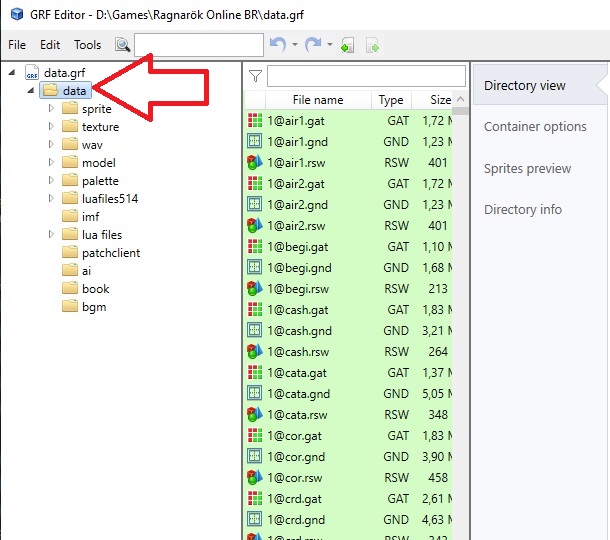 GRF Editor - D:\Games\Ragnarök Online BR\data.grf
File Edit Tools
data.grf
data
sprite
texture
wav
model
palette
luafiles514
imf
lua files
patchclient
ai
book
bgm
File name Type Size
1@air1.gat GAT 1,72
1@air1.gnd GND 1,23
1@air1.rsw RSW 401
1@air2.gat GAT 1,72
1@air2.gnd GND 1,23
1@air2.rsw RSW 401
1@begi.gat GAT 1,10
1@begi.gnd GND 1,68
1@begi.rsw RSW 213
1@cash.gat GAT 1,83
1@cash.gnd GND 3,21
1@cash.rsw RSW 264
1@cata.gat GAT 1,37
1@cata.gnd GND 5,05
1@cata.rsw RSW 348
1@cor.gat GAT 1,83
1@cor.gnd GND 3,90
1@cor.rsw RSW 458
1@crd.gat GAT 2,61
1@crd.gnd GND 4,63
Directory view
Container options
Sprites preview
Directory info